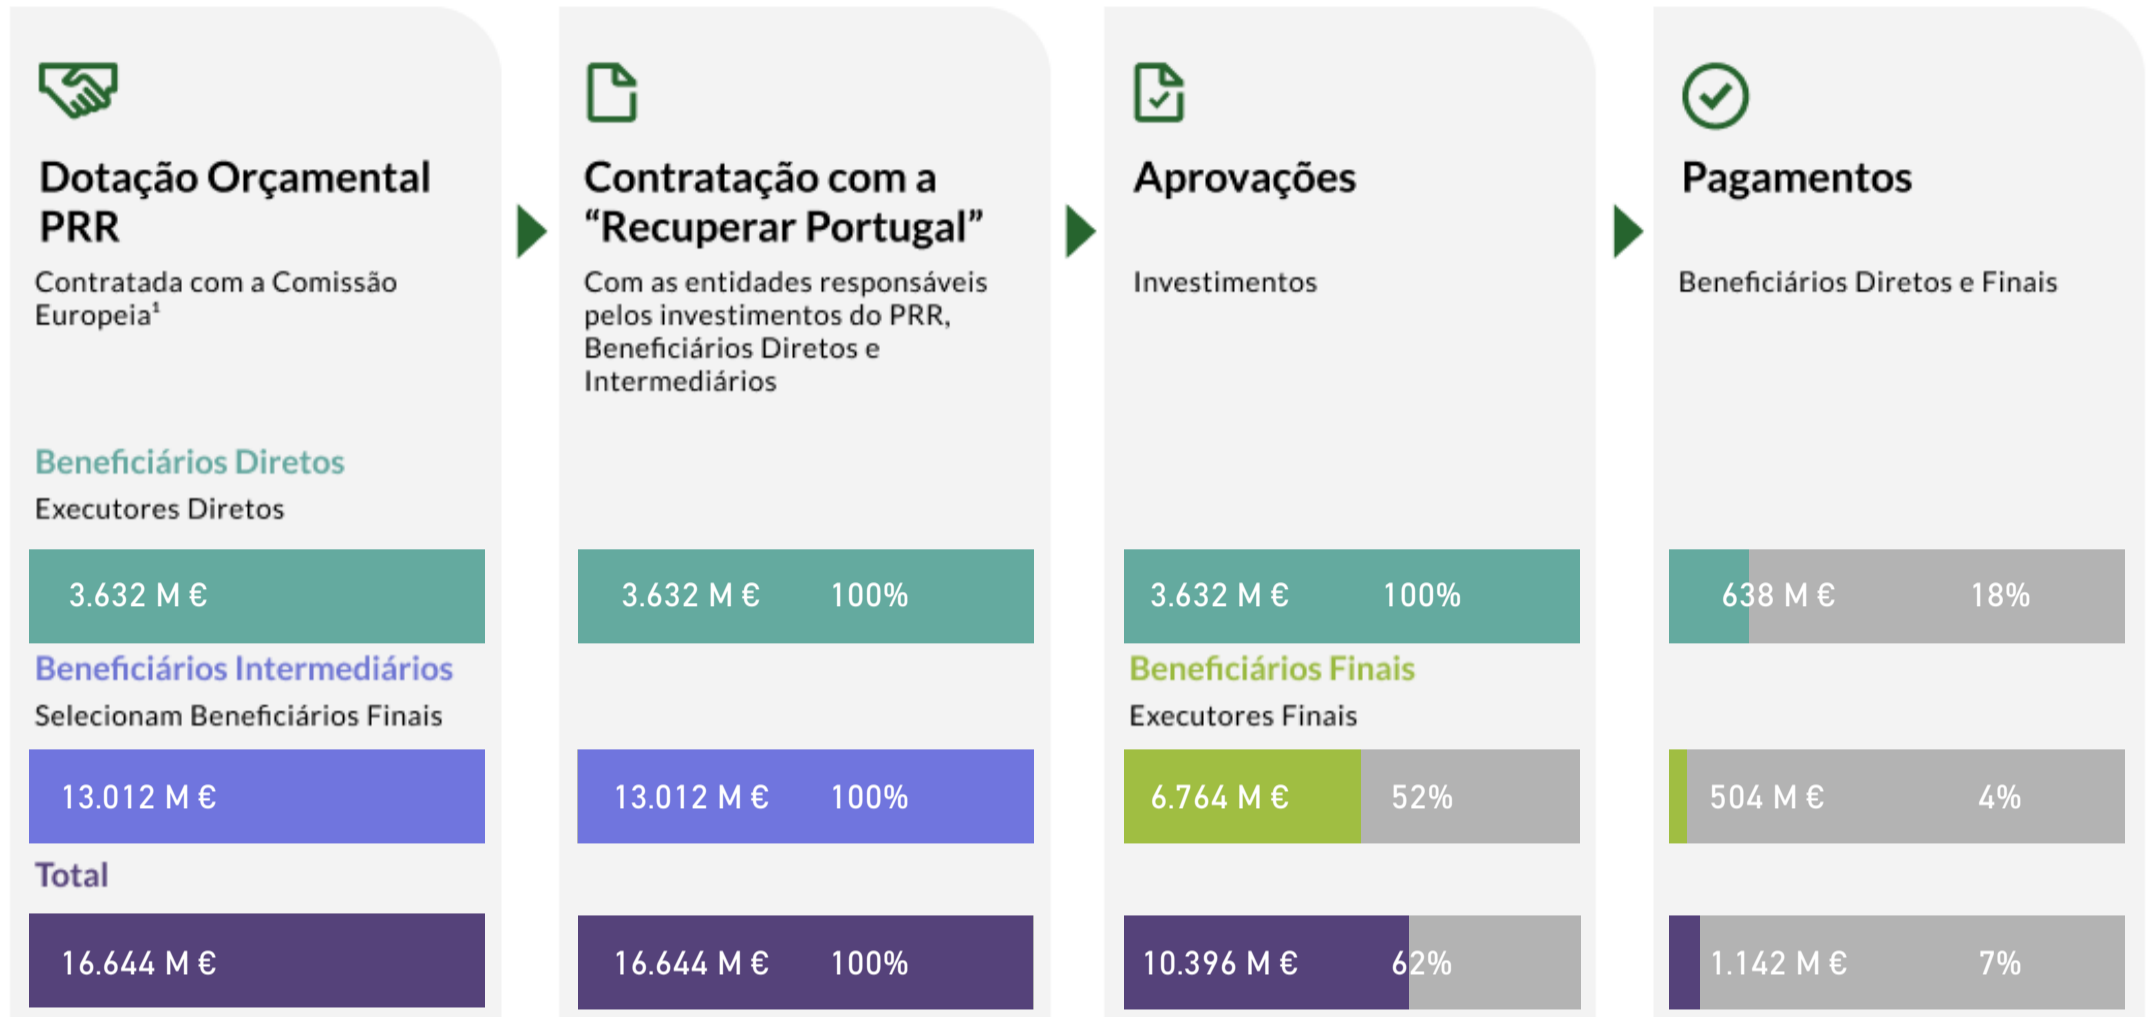 Dotação Orçamental
PRR
Contratada com a Comissão
Europeia¹
Contratação com a
“Recuperar Portugal”
Com as entidades responsáveis
pelos investimentos do PRR,
Beneficiários Diretos e
Intermediários
Aprovações
Investimentos
Pagamentos
Beneficiários Diretos e Finais
Beneficiários Diretos
Executores Diretos
3.632 M €
3.632 M € 100%
3.632 M € 100%
638 M € 18%
Beneficiários Intermediários
Selecionam Beneficiários Finais
Beneficiários Finais
Executores Finais
13.012 M €
13.012 M € 100%
6.764 M € 52%
504 M € 4%
Total
16.644 M €
16.644 M € 100%
10.396 M € 62%
1.142 M € 7%